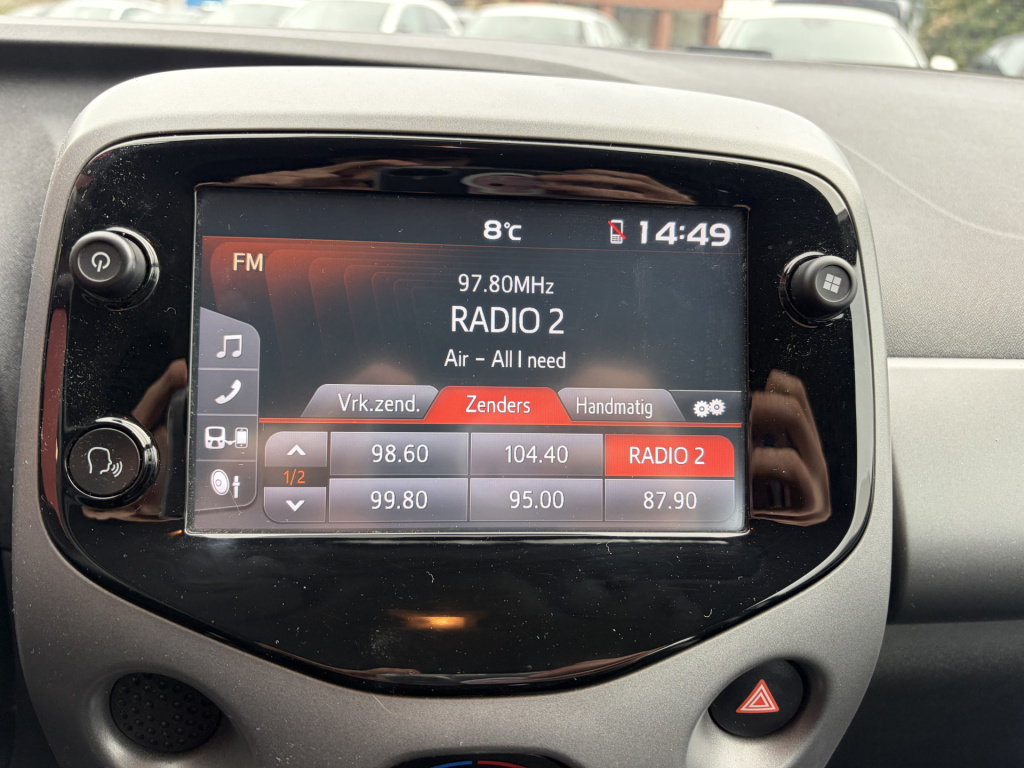 8°C 14:49
FM
97.80MHz
RADIO 2
Air - All I need
Vrk.zend. Zenders Handmatig
98.60 104.40 RADIO 2
1/2
99.80 95.00 87.90